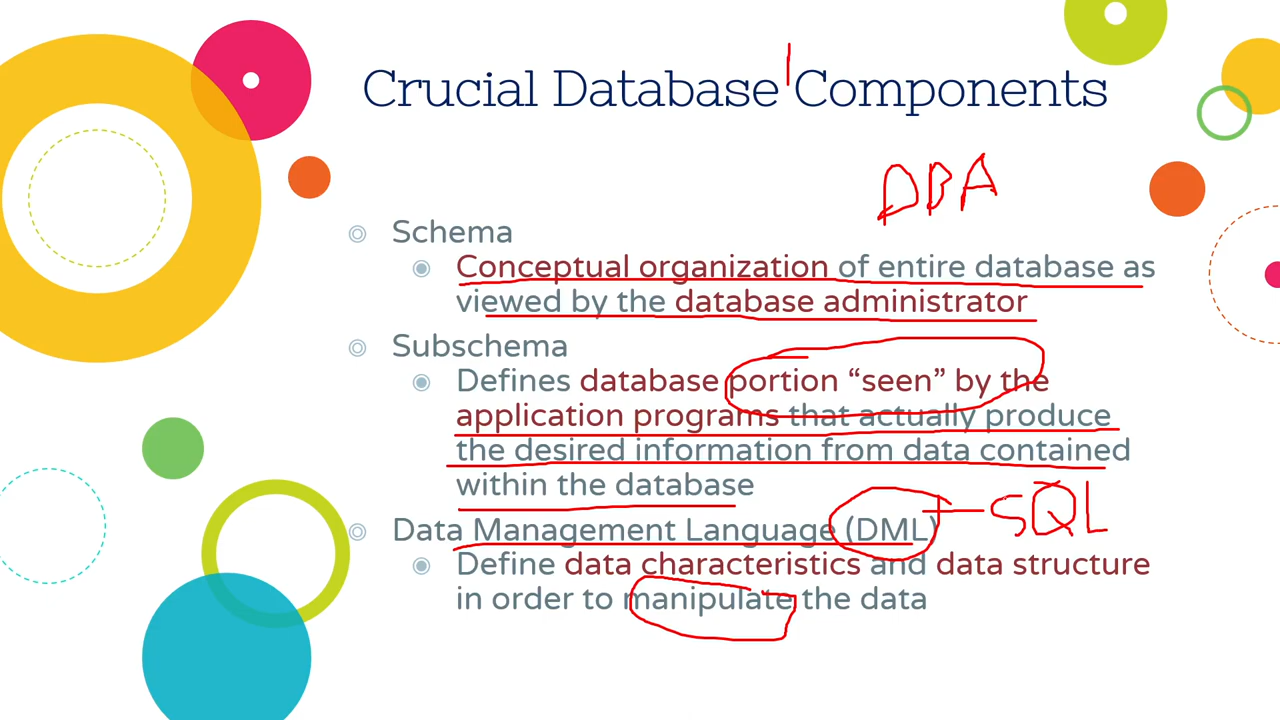 Crucial Database Components
DBA
Schema
Conceptual organization of entire database as
viewed by the database administrator
Subschema
Defines database portion “seen” by the
application programs that actually produce
the desired information from data contained
within the database
Data Management Language (DML) SQL
Define data characteristics and data structure
in order to manipulate the data